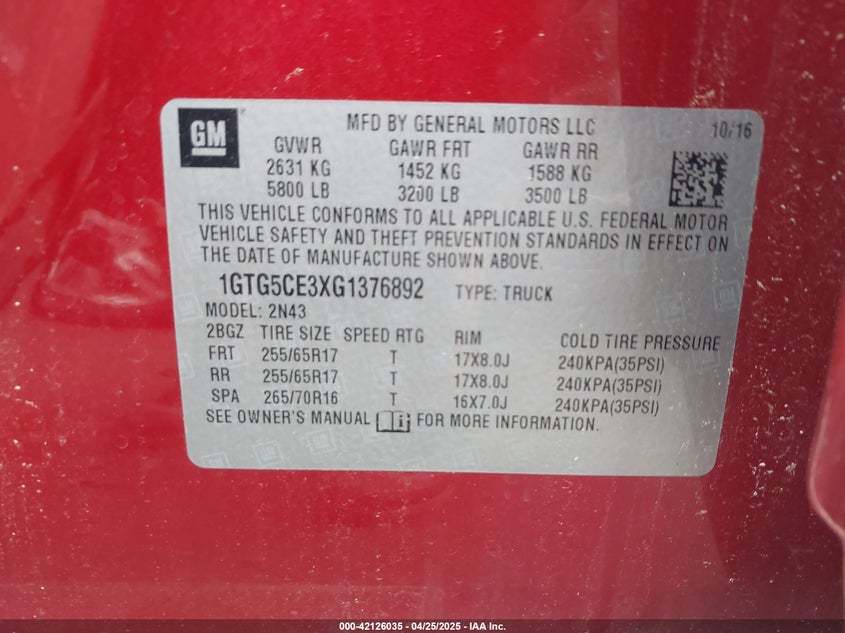 GM
MFD BY GENERAL MOTORS LLC 10/16
GVWR GAWR FRT GAWR RR
2631 KG 1452 KG 1588 KG
5800 LB 3200 LB 3500 LB
THIS VEHICLE CONFORMS TO ALL APPLICABLE U.S. FEDERAL MOTOR
VEHICLE SAFETY AND THEFT PREVENTION STANDARDS IN EFFECT ON
THE DATE OF MANUFACTURE SHOWN ABOVE.
1GTG5CE3XG1376892 TYPE: TRUCK
MODEL: 2N43
2BGZ TIRE SIZE SPEED RTG RIM COLD TIRE PRESSURE
FRT 255/65R17 T 17X8.0J 240KPA(35PSI)
RR 255/65R17 T 17X8.0J 240KPA(35PSI)
SPA 265/70R16 T 16X7.0J 240KPA(35PSI)
SEE OWNER'S MANUAL FOR MORE INFORMATION.
000-42126035 - 04/25/2025 - IAA Inc.